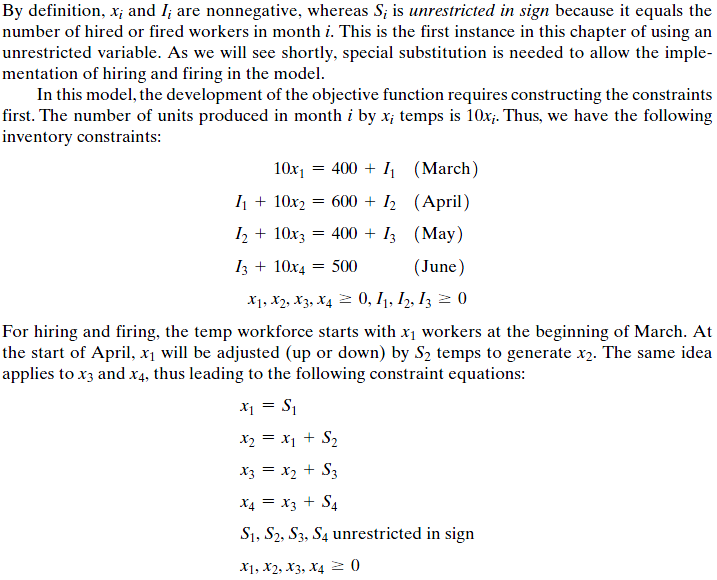 By definition, xᵢ and Iᵢ are nonnegative, whereas Sᵢ is unrestricted in sign because it equals the
number of hired or fired workers in month i. This is the first instance in this chapter of using an
unrestricted variable. As we will see shortly, special substitution is needed to allow the imple-
mentation of hiring and firing in the model.
In this model, the development of the objective function requires constructing the constraints
first. The number of units produced in month i by xᵢ temps is 10xᵢ. Thus, we have the following
inventory constraints:
10x₁ = 400 + I₁ (March)
I₁ + 10x₂ = 600 + I₂ (April)
I₂ + 10x₃ = 400 + I₃ (May)
I₃ + 10x₄ = 500 (June)
x₁, x₂, x₃, x₄ ≥ 0, I₁, I₂, I₃ ≥ 0
For hiring and firing, the temp workforce starts with x₁ workers at the beginning of March. At
the start of April, x₁ will be adjusted (up or down) by S₂ temps to generate x₂. The same idea
applies to x₃ and x₄, thus leading to the following constraint equations:
x₁ = S₁
x₂ = x₁ + S₂
x₃ = x₂ + S₃
x₄ = x₃ + S₄
S₁, S₂, S₃, S₄ unrestricted in sign
x₁, x₂, x₃, x₄ ≥ 0